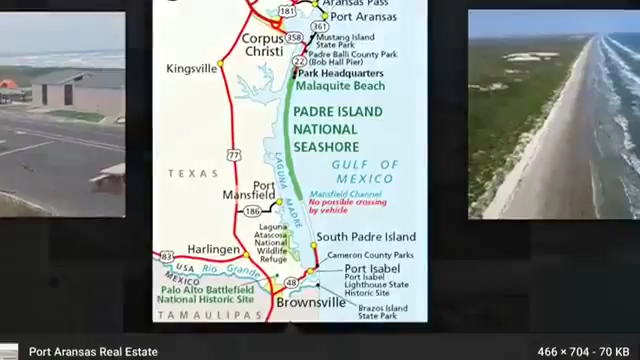 Aransas Pass
181
Port Aransas
361
Corpus
Christi
358
Mustang Island
State Park
Padre Balli County Park
(Bob Hall Pier)
22
Park Headquarters
Kingsville
Malaquite Beach
PADRE ISLAND
NATIONAL
SEASHORE
77
GULF OF
MEXICO
TEXAS
LAGUNA MADRE
Port
Mansfield
Mansfield Channel
No possible crossing
by vehicle
186
Laguna
Atascosa
National
Wildlife
Refuge
South Padre Island
Harlingen
83
Cameron County Parks
USA
MEXICO
Rio Grande
Port Isabel
Port Isabel
Lighthouse State
Historic Site
Palo Alto Battlefield
National Historic Site
48
Brownsville
Brazos Island
State Park
TAMAULIPAS
Port Aransas Real Estate
466 × 704 - 70 KB